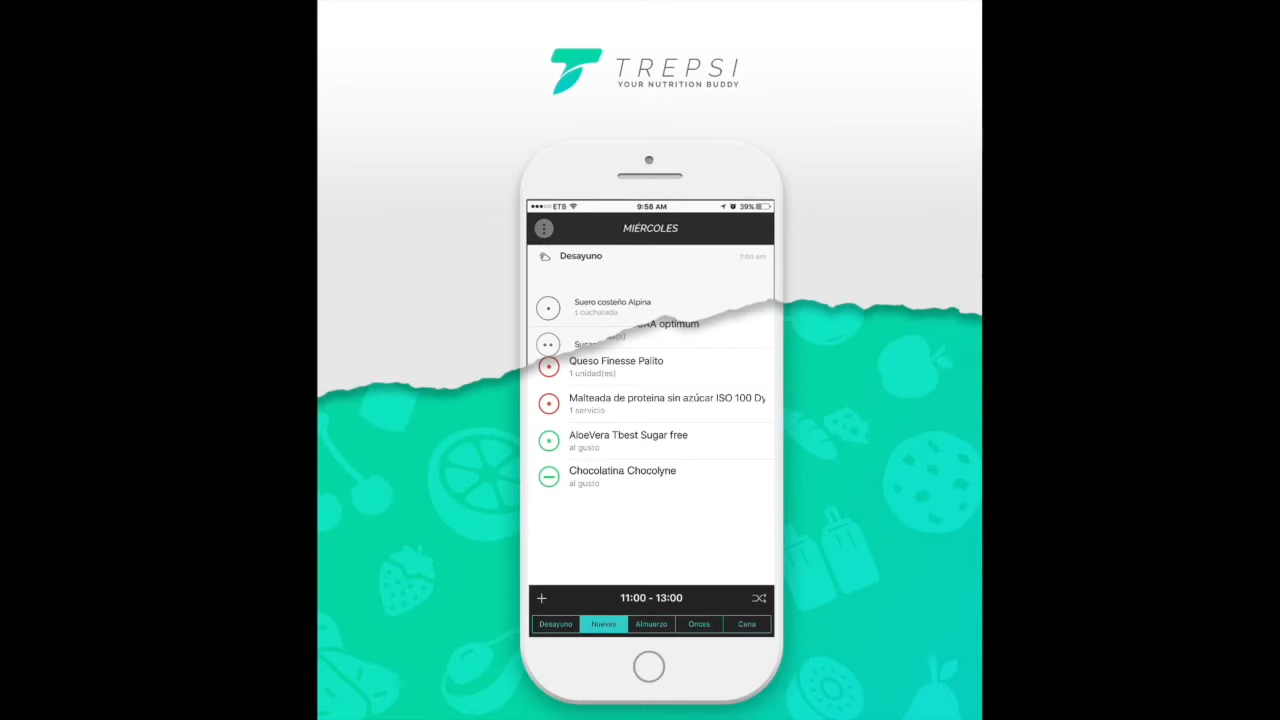 TREPSI
YOUR NUTRITION BUDDY
ETB 9:58 AM 39%
MIÉRCOLES
Desayuno 7:00 am
Suero costeño Alpina
1 cucharada
optimum
Queso Finesse Palito
1 unidad(es)
Malteada de proteina sin azúcar ISO 100 Dy
1 servicio
AloeVera Tbest Sugar free
al gusto
Chocolatina Chocolyne
al gusto
11:00 - 13:00
Desayuno Nueves Almuerzo Onces Cena